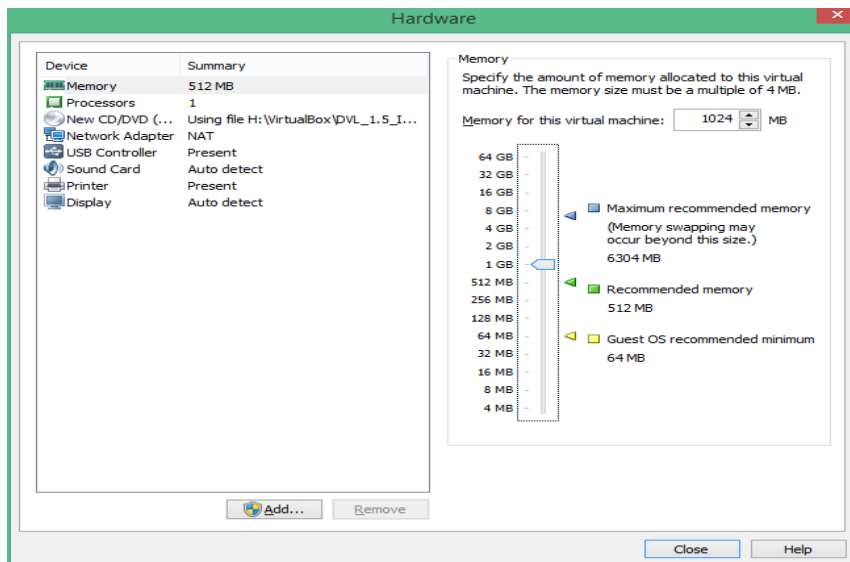 Hardware
Device Summary
Memory 512 MB
Processors 1
New CD/DVD (... Using file H:\VirtualBox\DVL_1.5_I...
Network Adapter NAT
USB Controller Present
Sound Card Auto detect
Printer Present
Display Auto detect
Add...
Remove
Memory
Specify the amount of memory allocated to this virtual
machine. The memory size must be a multiple of 4 MB.
Memory for this virtual machine: 1024 MB
64 GB
32 GB
16 GB
8 GB
4 GB
2 GB
1 GB
512 MB
256 MB
128 MB
64 MB
32 MB
16 MB
8 MB
4 MB
Maximum recommended memory
(Memory swapping may
occur beyond this size.)
6304 MB
Recommended memory
512 MB
Guest OS recommended minimum
64 MB
Close
Help